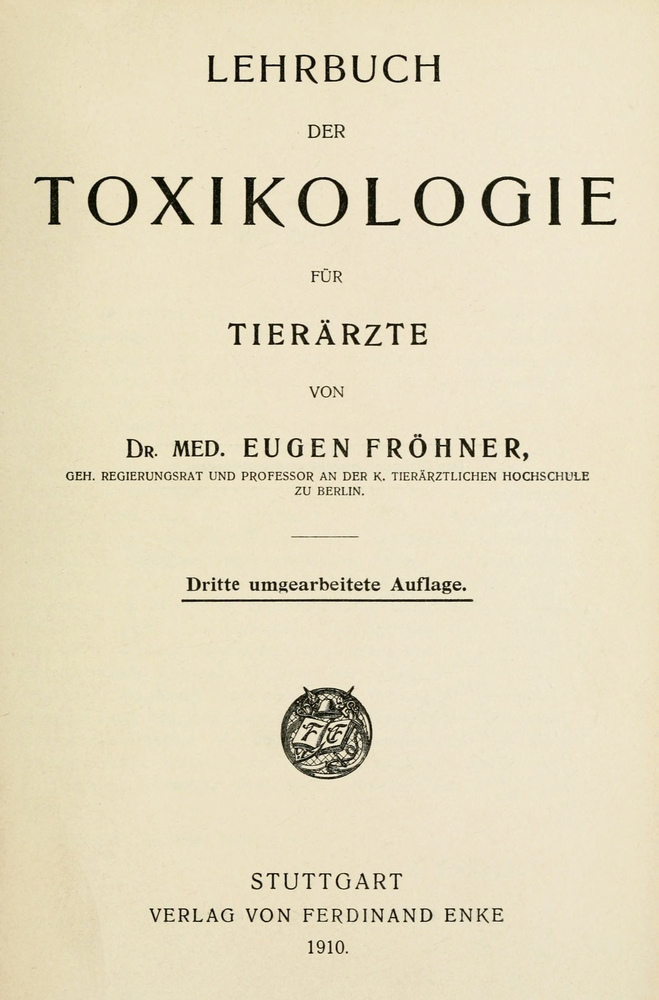 LEHRBUCH
DER
TOXIKOLOGIE
FÜR
TIERÄRZTE
VON
DR. MED. EUGEN FRÖHNER,
GEH. REGIERUNGSRAT UND PROFESSOR AN DER K. TIERÄRZTLICHEN HOCHSCHULE
ZU BERLIN.
Dritte umgearbeitete Auflage.
F E
STUTTGART
VERLAG VON FERDINAND ENKE
1910.